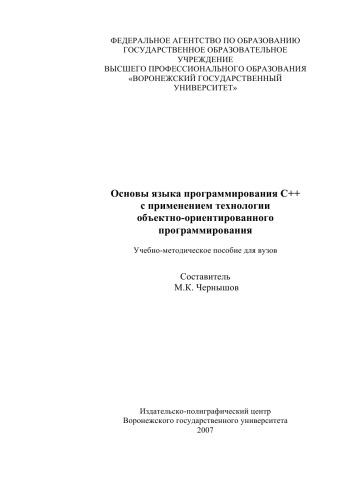 ФЕДЕРАЛЬНОЕ АГЕНТСТВО ПО ОБРАЗОВАНИЮ
ГОСУДАРСТВЕННОЕ ОБРАЗОВАТЕЛЬНОЕ
УЧРЕЖДЕНИЕ
ВЫСШЕГО ПРОФЕССИОНАЛЬНОГО ОБРАЗОВАНИЯ
«ВОРОНЕЖСКИЙ ГОСУДАРСТВЕННЫЙ
УНИВЕРСИТЕТ»
Основы языка программирования C++
с применением технологии
объектно-ориентированного
программирования
Учебно-методическое пособие для вузов
Составитель
М.К. Чернышов
Издательско-полиграфический центр
Воронежского государственного университета
2007